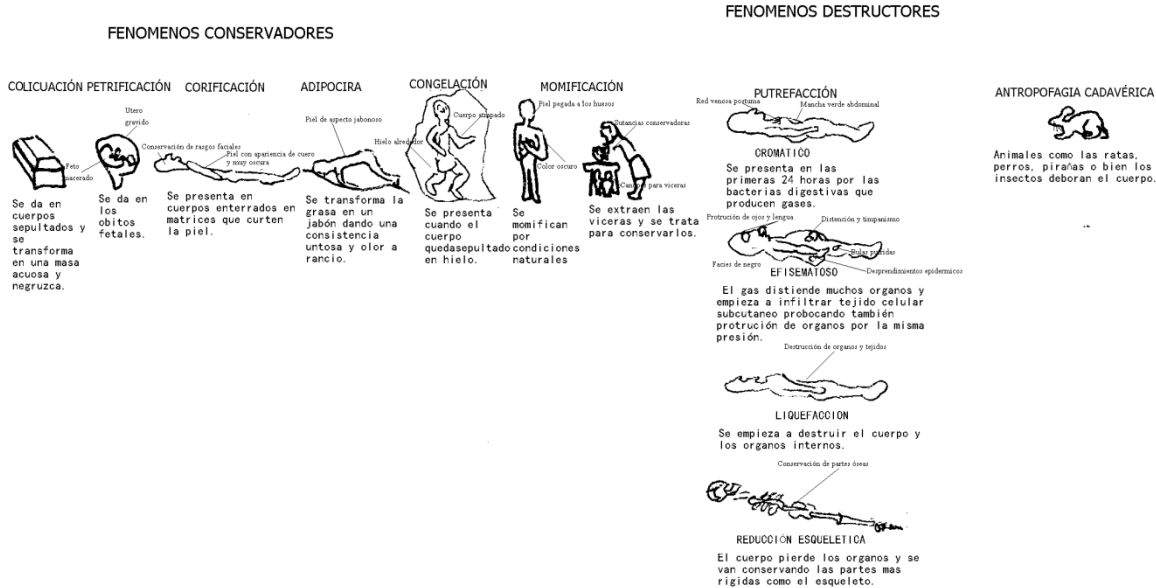 FENOMENOS CONSERVADORES
COLICUACIÓN
Feto
macerado
Se da en
cuerpos
sepultados y
se
transforma
en una masa
acuosa y
negruzca.
PETRIFICACIÓN
Utero
gravido
Se da en
los
obitos
fetales.
CORIFICACIÓN
Conservación de rasgos faciales
Piel con apariencia de cuero
y muy oscura
Se presenta en
cuerpos enterrados en
matrices que curten
la piel.
ADIPOCIRA
Piel de aspecto jabonoso
Se transforma la
grasa en un
jabón dando una
consistencia
untosa y olor a
rancio.
CONGELACIÓN
Cuerpo atrapado
Hielo alrededor
Se presenta
cuando el
cuerpo
quedasepultado
en hielo.
MOMIFICACIÓN
Piel pegada a los huesos
Color oscuro
Se
momifican
por
condiciones
naturales
Sutancias conservadoras
Canopes para viceras
Se extraen las
viceras y se trata
para conservarlos.
FENOMENOS DESTRUCTORES
PUTREFACCIÓN
Red venosa postuma
Mancha verde abdominal
CROMATICO
Se presenta en las
primeras 24 horas por las
bacterias digestivas que
producen gases.
Protrución de ojos y lengua
Distención y timpanismo
Bulas putridas
Facies de negro
Desprendimientos epidermicos
EFISEMATOSO
El gas distiende muchos organos y
empieza a infiltrar tejido celular
subcutaneo probocando también
protrución de organos por la misma
presión.
Destrucción de organos y tejidos
LIQUEFACCION
Se empieza a destruir el cuerpo y
los organos internos.
Conservación de partes óseas
REDUCCIÓN ESQUELETICA
El cuerpo pierde los organos y se
van conservando las partes mas
rigidas como el esqueleto.
ANTROPOFAGIA CADAVÉRICA
Animales como las ratas,
perros, pirañas o bien los
insectos deboran el cuerpo.